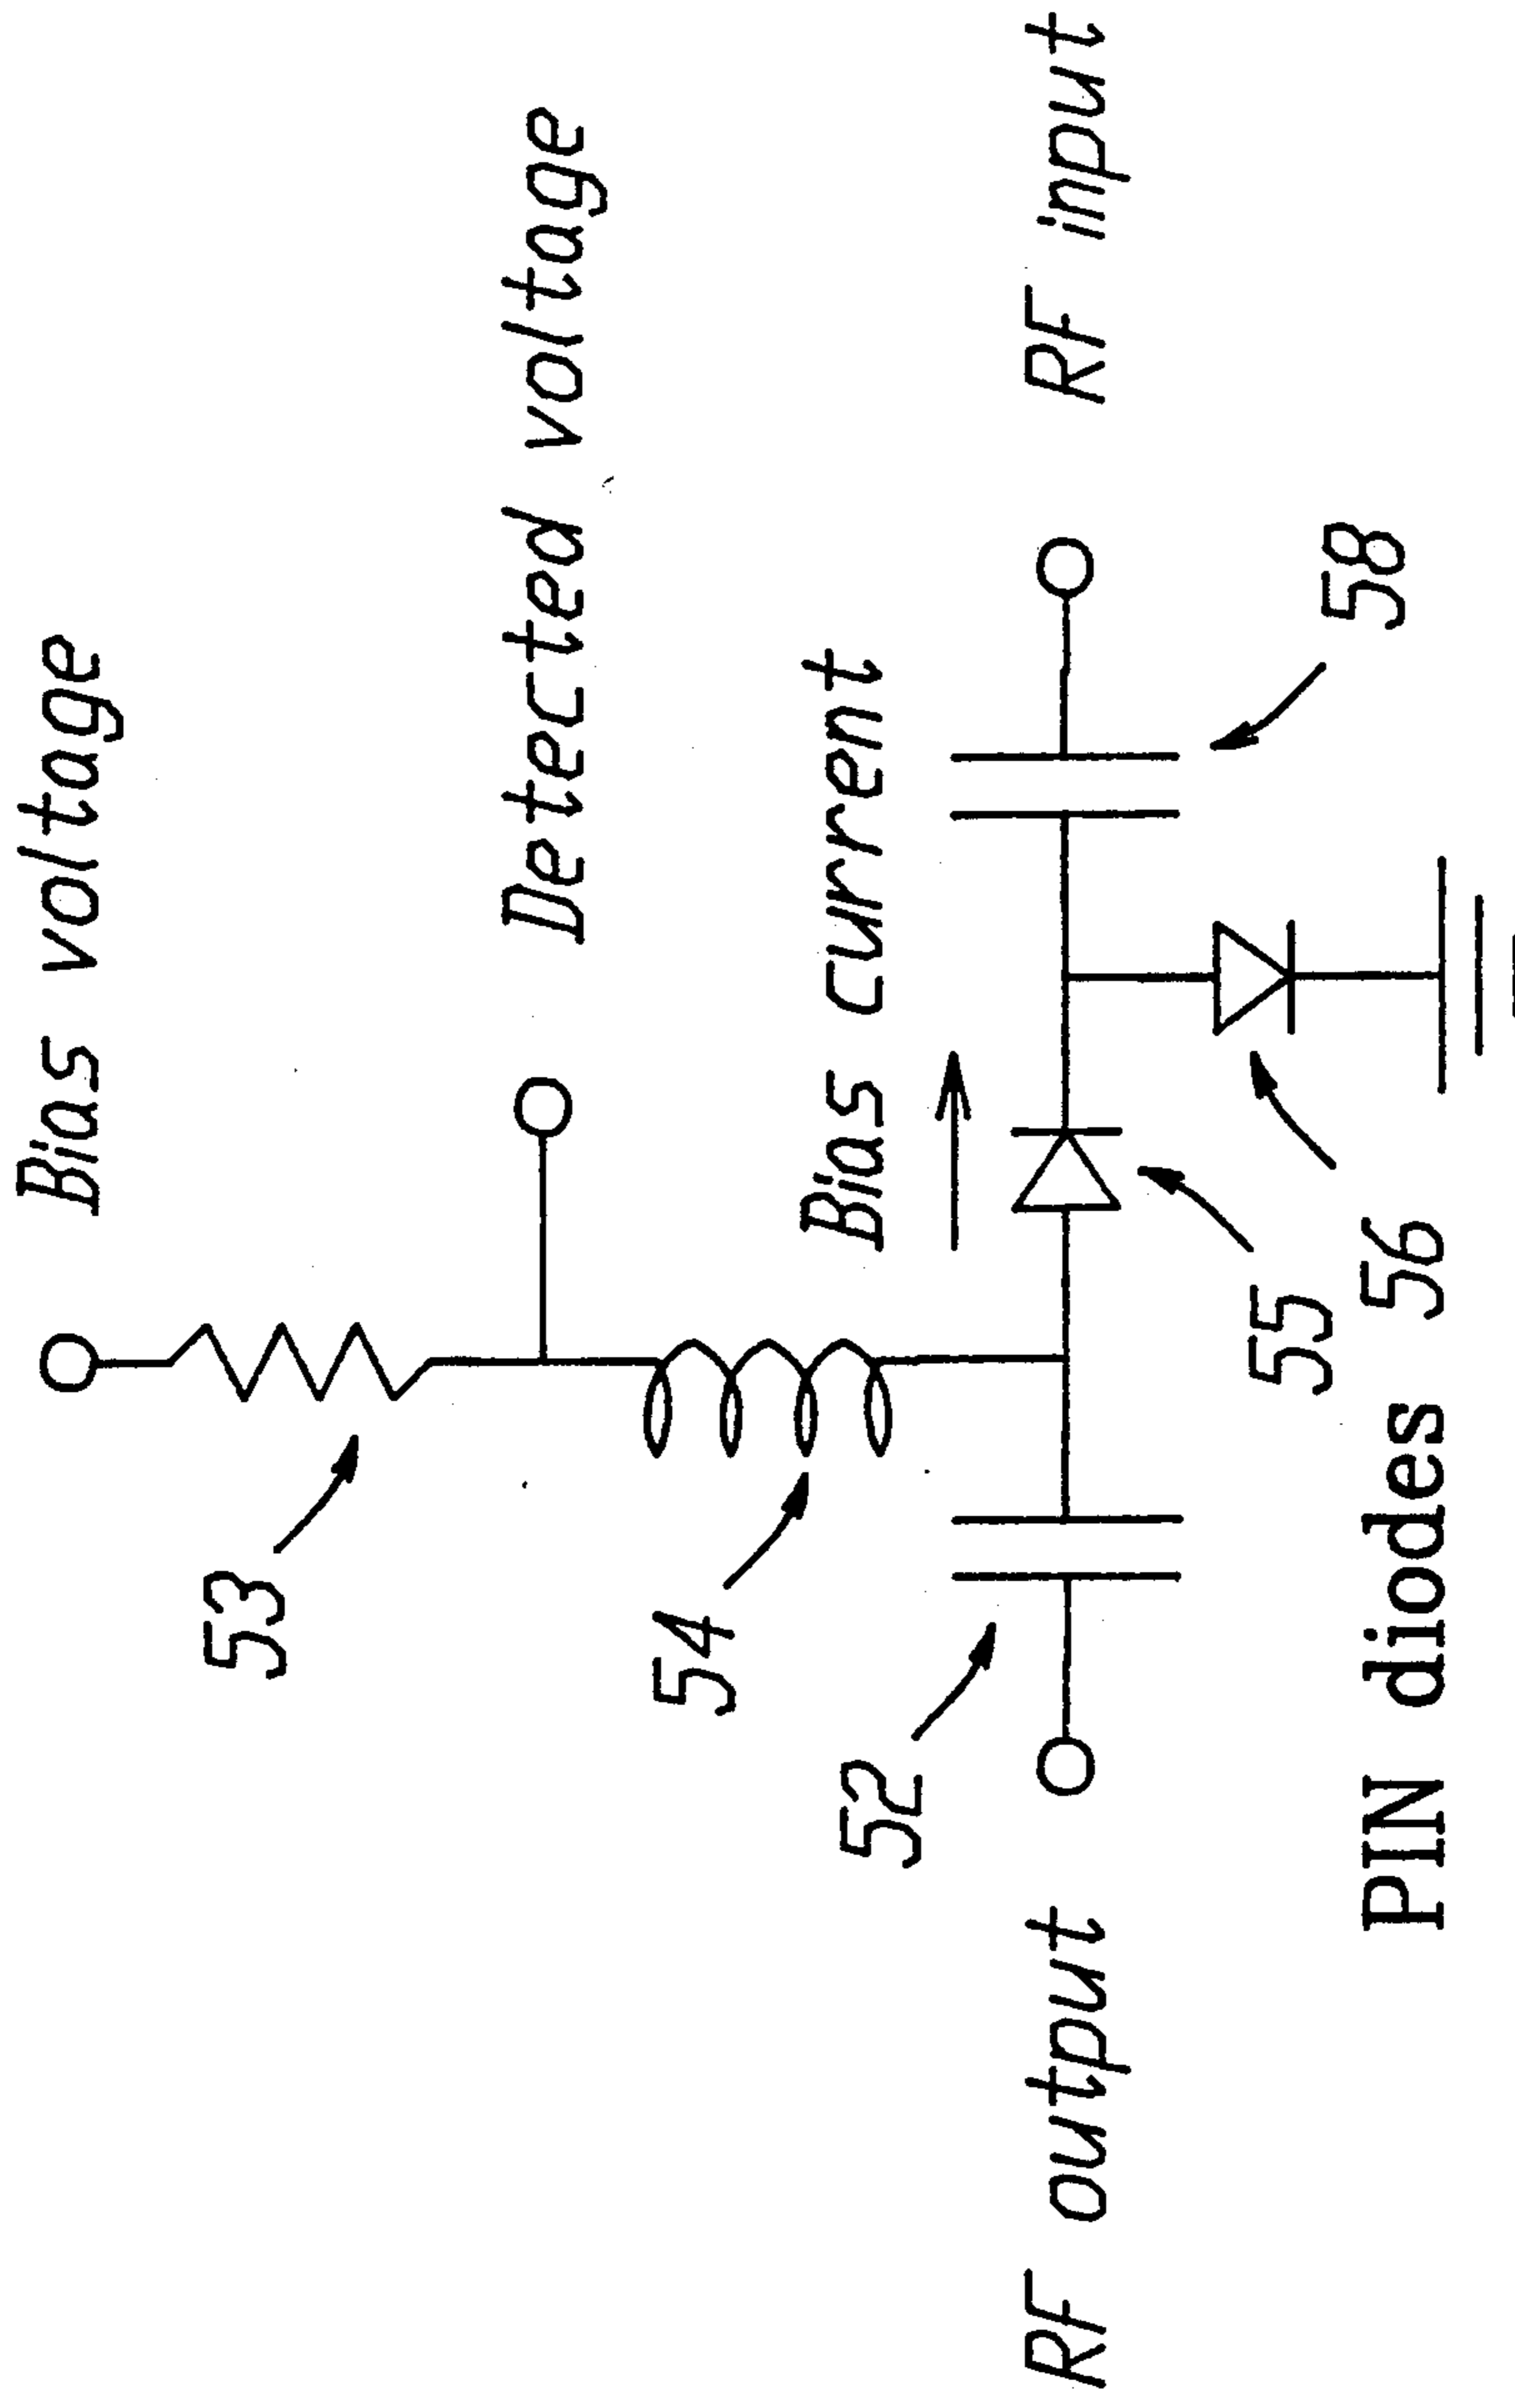 Bias voltage
53
Detected voltage
54
Bias current
52
RF output
RF input
55
58
PIN diodes 56